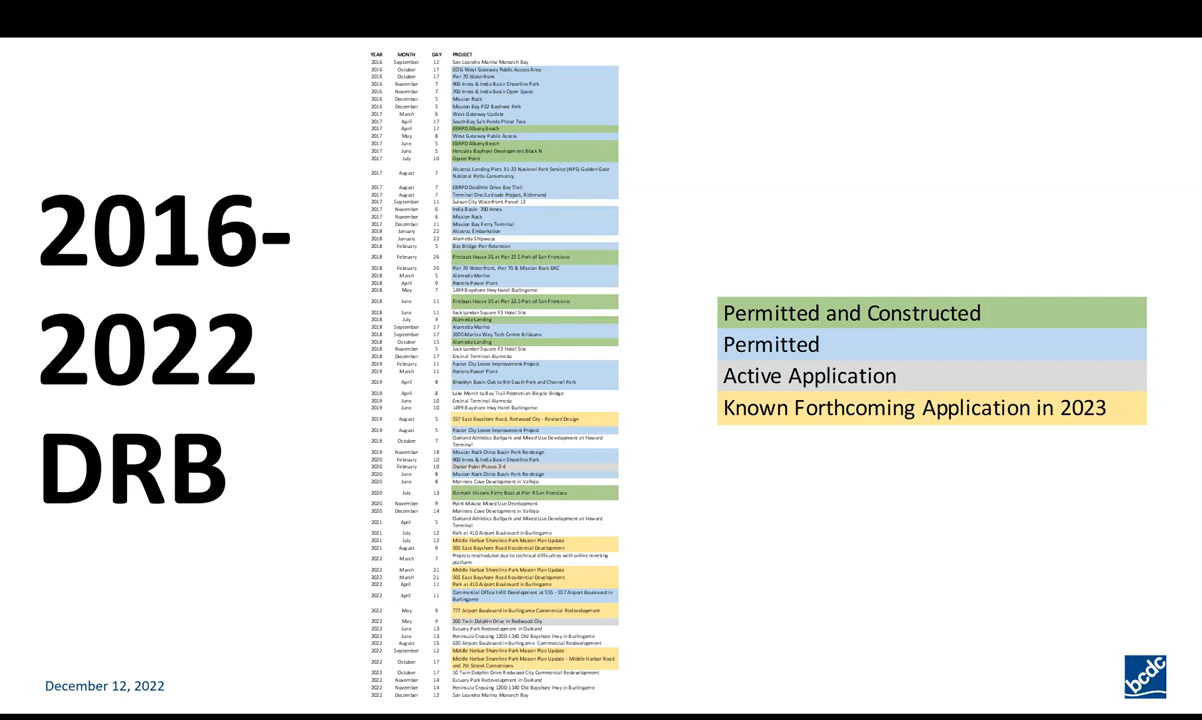 2016-
2022
DRB
YEAR MONTH DAY PROJECT
2016 September 12 San Leandro Marina Monarch Bay
2016 October 17 CCIG West Gateway Public Access Area
2016 October 17 Pier 70 Waterfront
2016 November 7 900 Innes & India Basin Shoreline Park
2016 November 7 700 Innes & India Basin Open Space
2016 December 5 Mission Rock
2016 December 5 Mission Bay P22 Bayfront Park
2017 March 6 West Gateway Update
2017 April 17 South Bay Salt Ponds Phase Two
2017 April 17 EBRPD Albany Beach
2017 May 8 West Gateway Public Access
2017 June 5 EBRPD Albany Beach
2017 June 5 Hercules Bayfront Development Block N
2017 July 10 Oyster Point
2017 August 7 Alcatraz Landing Piers 31-33 National Park Service (NPS) Golden Gate
National Parks Conservancy
2017 August 7 EBRPD Doolittle Drive Bay Trail
2017 August 7 Terminal One/Latitude Project, Richmond
2017 September 11 Suisun City Waterfront Parcel 13
2017 November 6 India Basin 700 Innes
2017 November 6 Mission Rock
2017 December 11 Mission Bay Ferry Terminal
2018 January 22 Alcatraz Embarkation
2018 January 22 Alameda Shipways
2018 February 5 Bay Bridge Pier Retention
2018 February 26 Fireboat House 35 at Pier 22.5 Port of San Francisco
2018 February 26 Pier 70 Waterfront, Pier 70 & Mission Rock DRC
2018 March 5 Alameda Marina
2018 April 9 Potrero Power Plant
2018 May 7 1499 Bayshore Hwy Hotel Burlingame
2018 June 11 Fireboat House 35 at Pier 22.5 Port of San Francisco
2018 June 11 Jack London Square F3 Hotel Site
2018 July 9 Alameda Landing
2018 September 17 Alameda Marina
2018 September 17 3500 Marina Way Tech Center Brisbane
2018 October 15 Alameda Landing
2018 November 5 Jack London Square F3 Hotel Site
2018 December 17 Encinal Terminal Alameda
2019 February 11 Foster City Levee Improvement Project
2019 March 11 Potrero Power Plant
2019 April 8 Brooklyn Basin Oak to 9th South Park and Channel Park
2019 April 8 Lake Merritt to Bay Trail Pedestrian Bicycle Bridge
2019 June 10 Encinal Terminal Alameda
2019 June 10 1499 Bayshore Hwy Hotel Burlingame
2019 August 5 557 East Bayshore Road, Redwood City - Revised Design
2019 August 5 Foster City Levee Improvement Project
2019 October 7 Oakland Athletics Ballpark and Mixed Use Development at Howard
Terminal
2019 November 18 Mission Rock China Basin Park Re-design
2020 February 10 900 Innes & India Basin Shoreline Park
2020 February 10 Oyster Point Phases 2-4
2020 June 8 Mission Rock China Basin Park Re-design
2020 June 8 Mariners Cove Development in Vallejo
2020 July 13 Klamath Historic Ferry Boat at Pier 9 San Francisco
2020 November 9 Point Molate Mixed Use Development
2020 December 14 Mariners Cove Development in Vallejo
2021 April 5 Oakland Athletics Ballpark and Mixed Use Development at Howard
Terminal
2021 July 12 Park at 410 Airport Boulevard in Burlingame
2021 July 12 Middle Harbor Shoreline Park Master Plan Update
2021 August 9 505 East Bayshore Road Residential Development
2022 March 7 Projects rescheduled due to technical difficulties with online meeting
platform
2022 March 21 Middle Harbor Shoreline Park Master Plan Update
2022 March 21 505 East Bayshore Road Residential Development
2022 April 11 Park at 410 Airport Boulevard in Burlingame
2022 April 11 Commercial Office Infill Development at 555 - 557 Airport Boulevard in
Burlingame
2022 May 9 777 Airport Boulevard in Burlingame Commercial Redevelopment
2022 May 9 200 Twin Dolphin Drive in Redwood City
2022 June 13 Estuary Park Redevelopment in Oakland
2022 June 13 Peninsula Crossing 1200-1340 Old Bayshore Hwy in Burlingame
2022 August 15 620 Airport Boulevard in Burlingame Commercial Redevelopment
2022 September 12 Middle Harbor Shoreline Park Master Plan Update
2022 October 17 Middle Harbor Shoreline Park Master Plan Update - Middle Harbor Road
and 7th Street Connections
2022 October 17 10 Twin Dolphin Drive Redwood City Commercial Redevelopment
2022 November 14 Estuary Park Redevelopment in Oakland
2022 November 14 Peninsula Crossing 1200-1340 Old Bayshore Hwy in Burlingame
2022 December 12 San Leandro Marina Monarch Bay
Permitted and Constructed
Permitted
Active Application
Known Forthcoming Application in 2023
December 12, 2022
bcdc